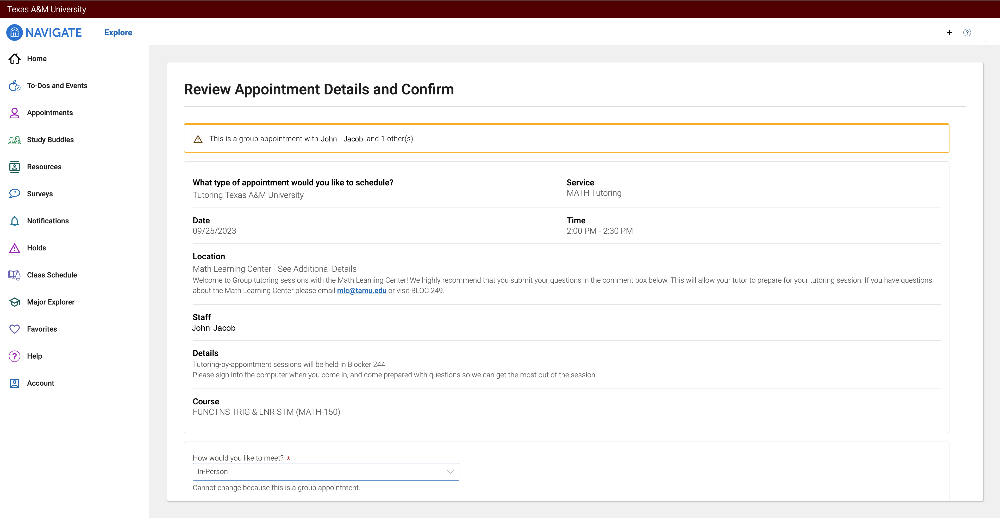 Texas A&M University
NAVIGATE
Explore
+
?
Home
To-Dos and Events
Appointments
Study Buddies
Resources
Surveys
Notifications
Holds
Class Schedule
Major Explorer
Favorites
Help
Account
Review Appointment Details and Confirm
This is a group appointment with John Jacob and 1 other(s)
What type of appointment would you like to schedule?
Tutoring Texas A&M University
Service
MATH Tutoring
Date
09/25/2023
Time
2:00 PM - 2:30 PM
Location
Math Learning Center - See Additional Details
Welcome to Group tutoring sessions with the Math Learning Center! We highly recommend that you submit your questions in the comment box below. This will allow your tutor to prepare for your tutoring session. If you have questions
about the Math Learning Center please email mlc@tamu.edu or visit BLOC 249.
Staff
John Jacob
Details
Tutoring-by-appointment sessions will be held in Blocker 244
Please sign into the computer when you come in, and come prepared with questions so we can get the most out of the session.
Course
FUNCTNS TRIG & LNR STM (MATH-150)
How would you like to meet? *
In-Person
Cannot change because this is a group appointment.